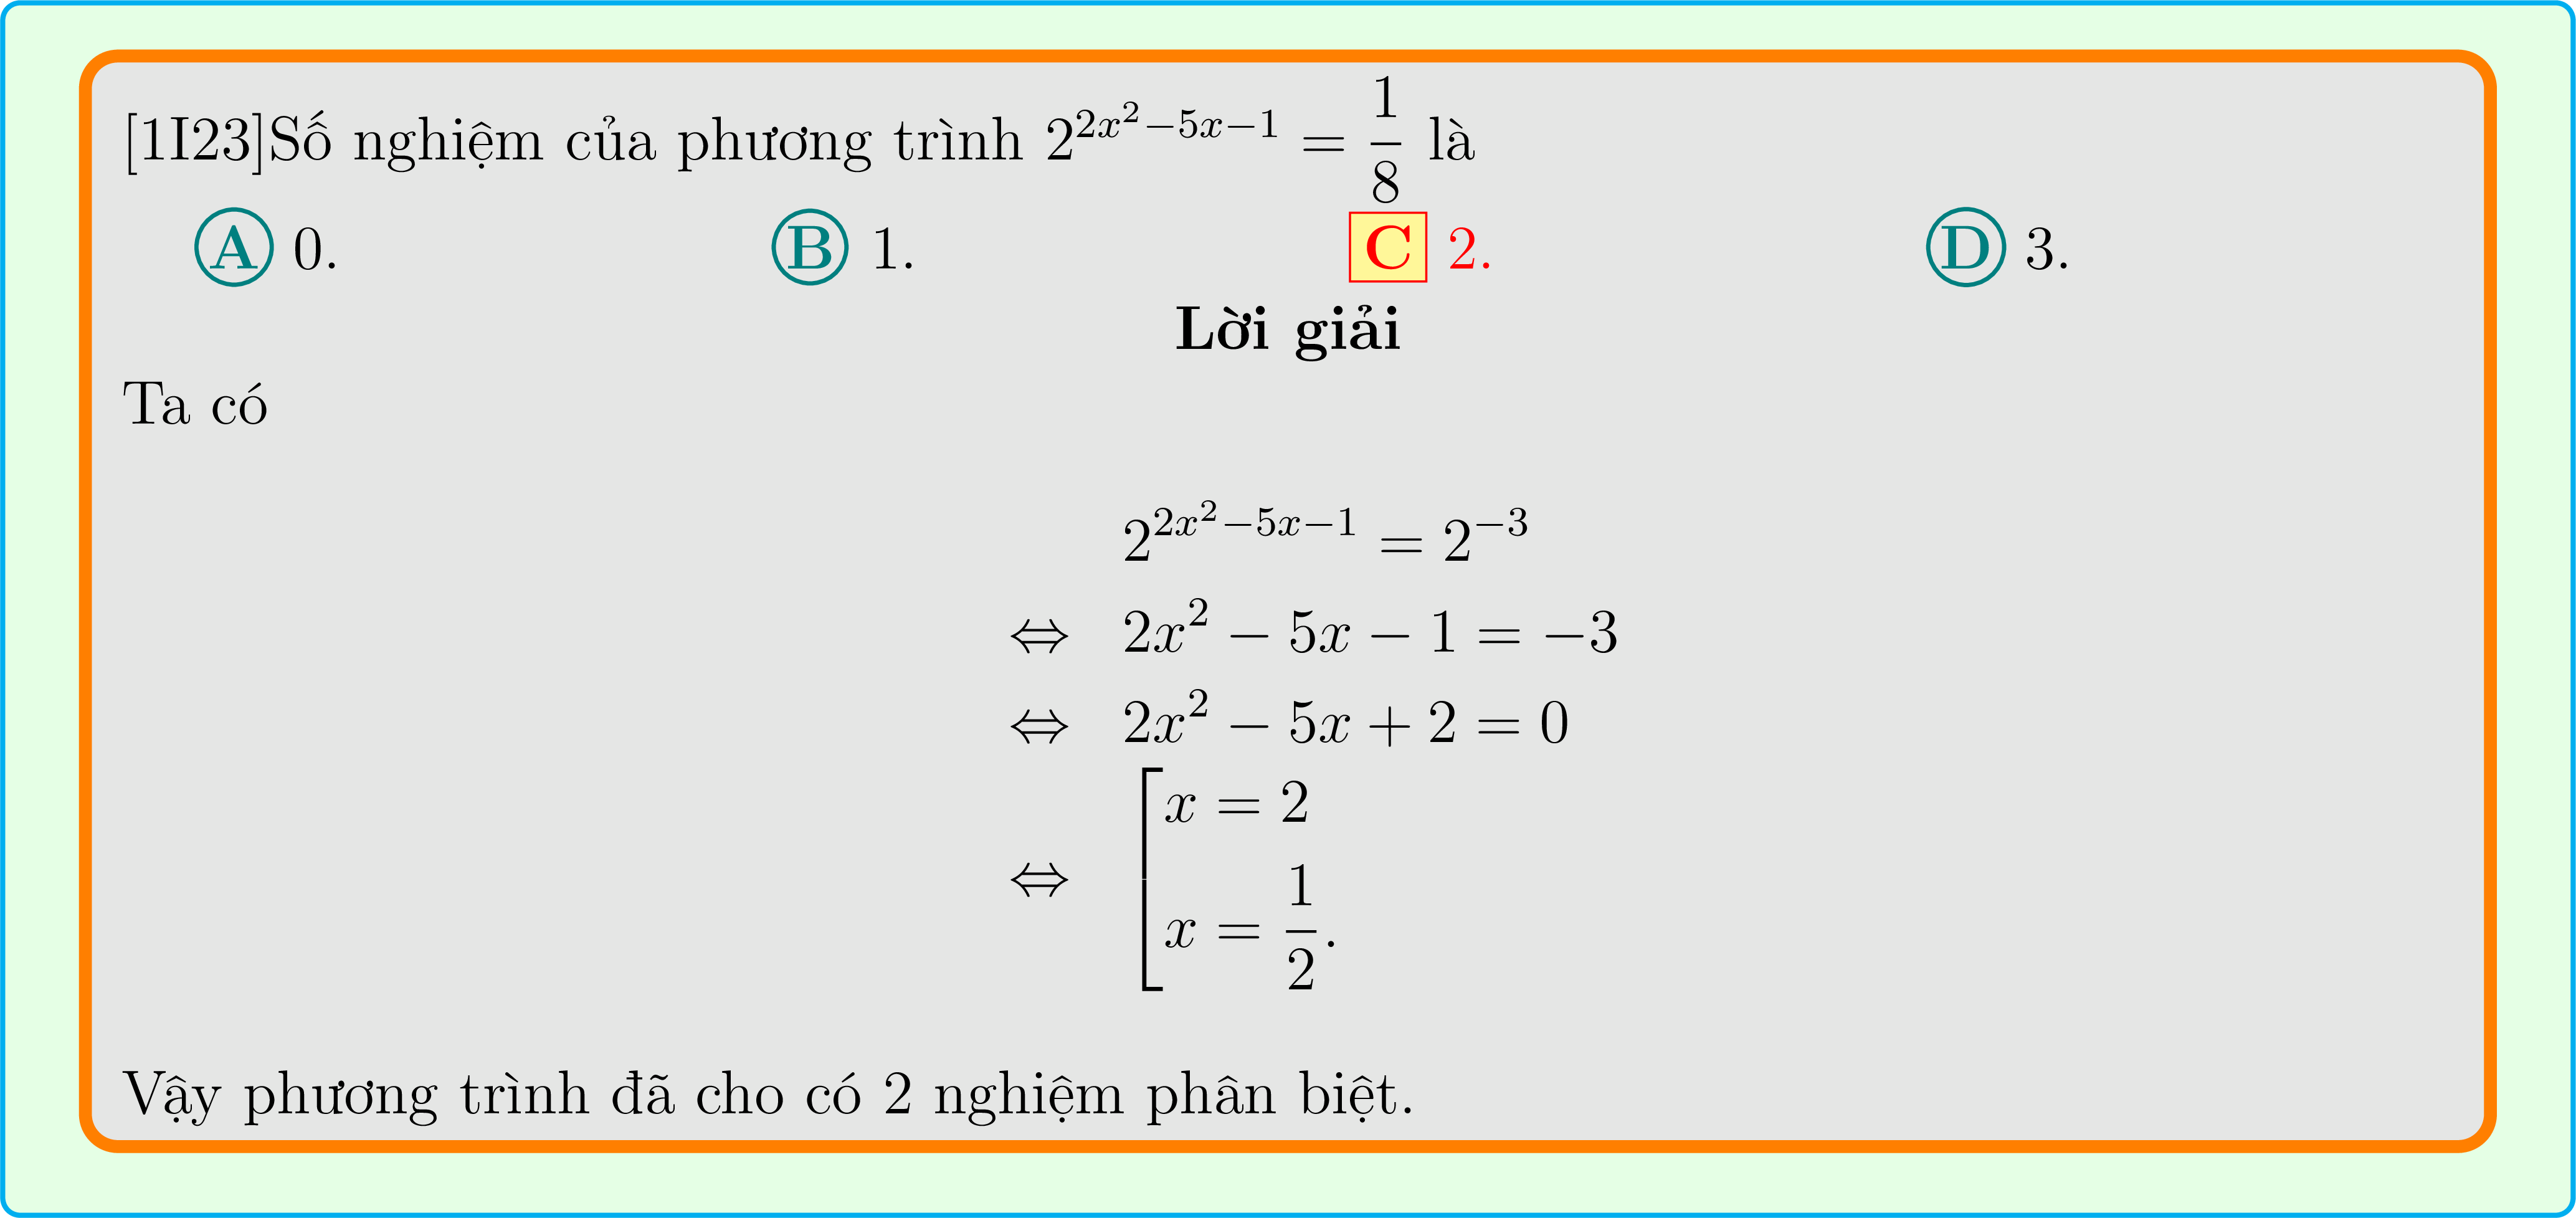 [1I23]Số nghiệm của phương trình $2^{2x^2-5x-1} = \dfrac{1}{8}$ là
A 0. B 1. C 2. D 3.
Lời giải
Ta có
$2^{2x^2-5x-1} = 2^{-3}$
$\Leftrightarrow 2x^2 - 5x - 1 = -3$
$\Leftrightarrow 2x^2 - 5x + 2 = 0$
$\Leftrightarrow \left[\begin{array}{l} x = 2 \\ x = \dfrac{1}{2}. \end{array}\right.$
Vậy phương trình đã cho có 2 nghiệm phân biệt.